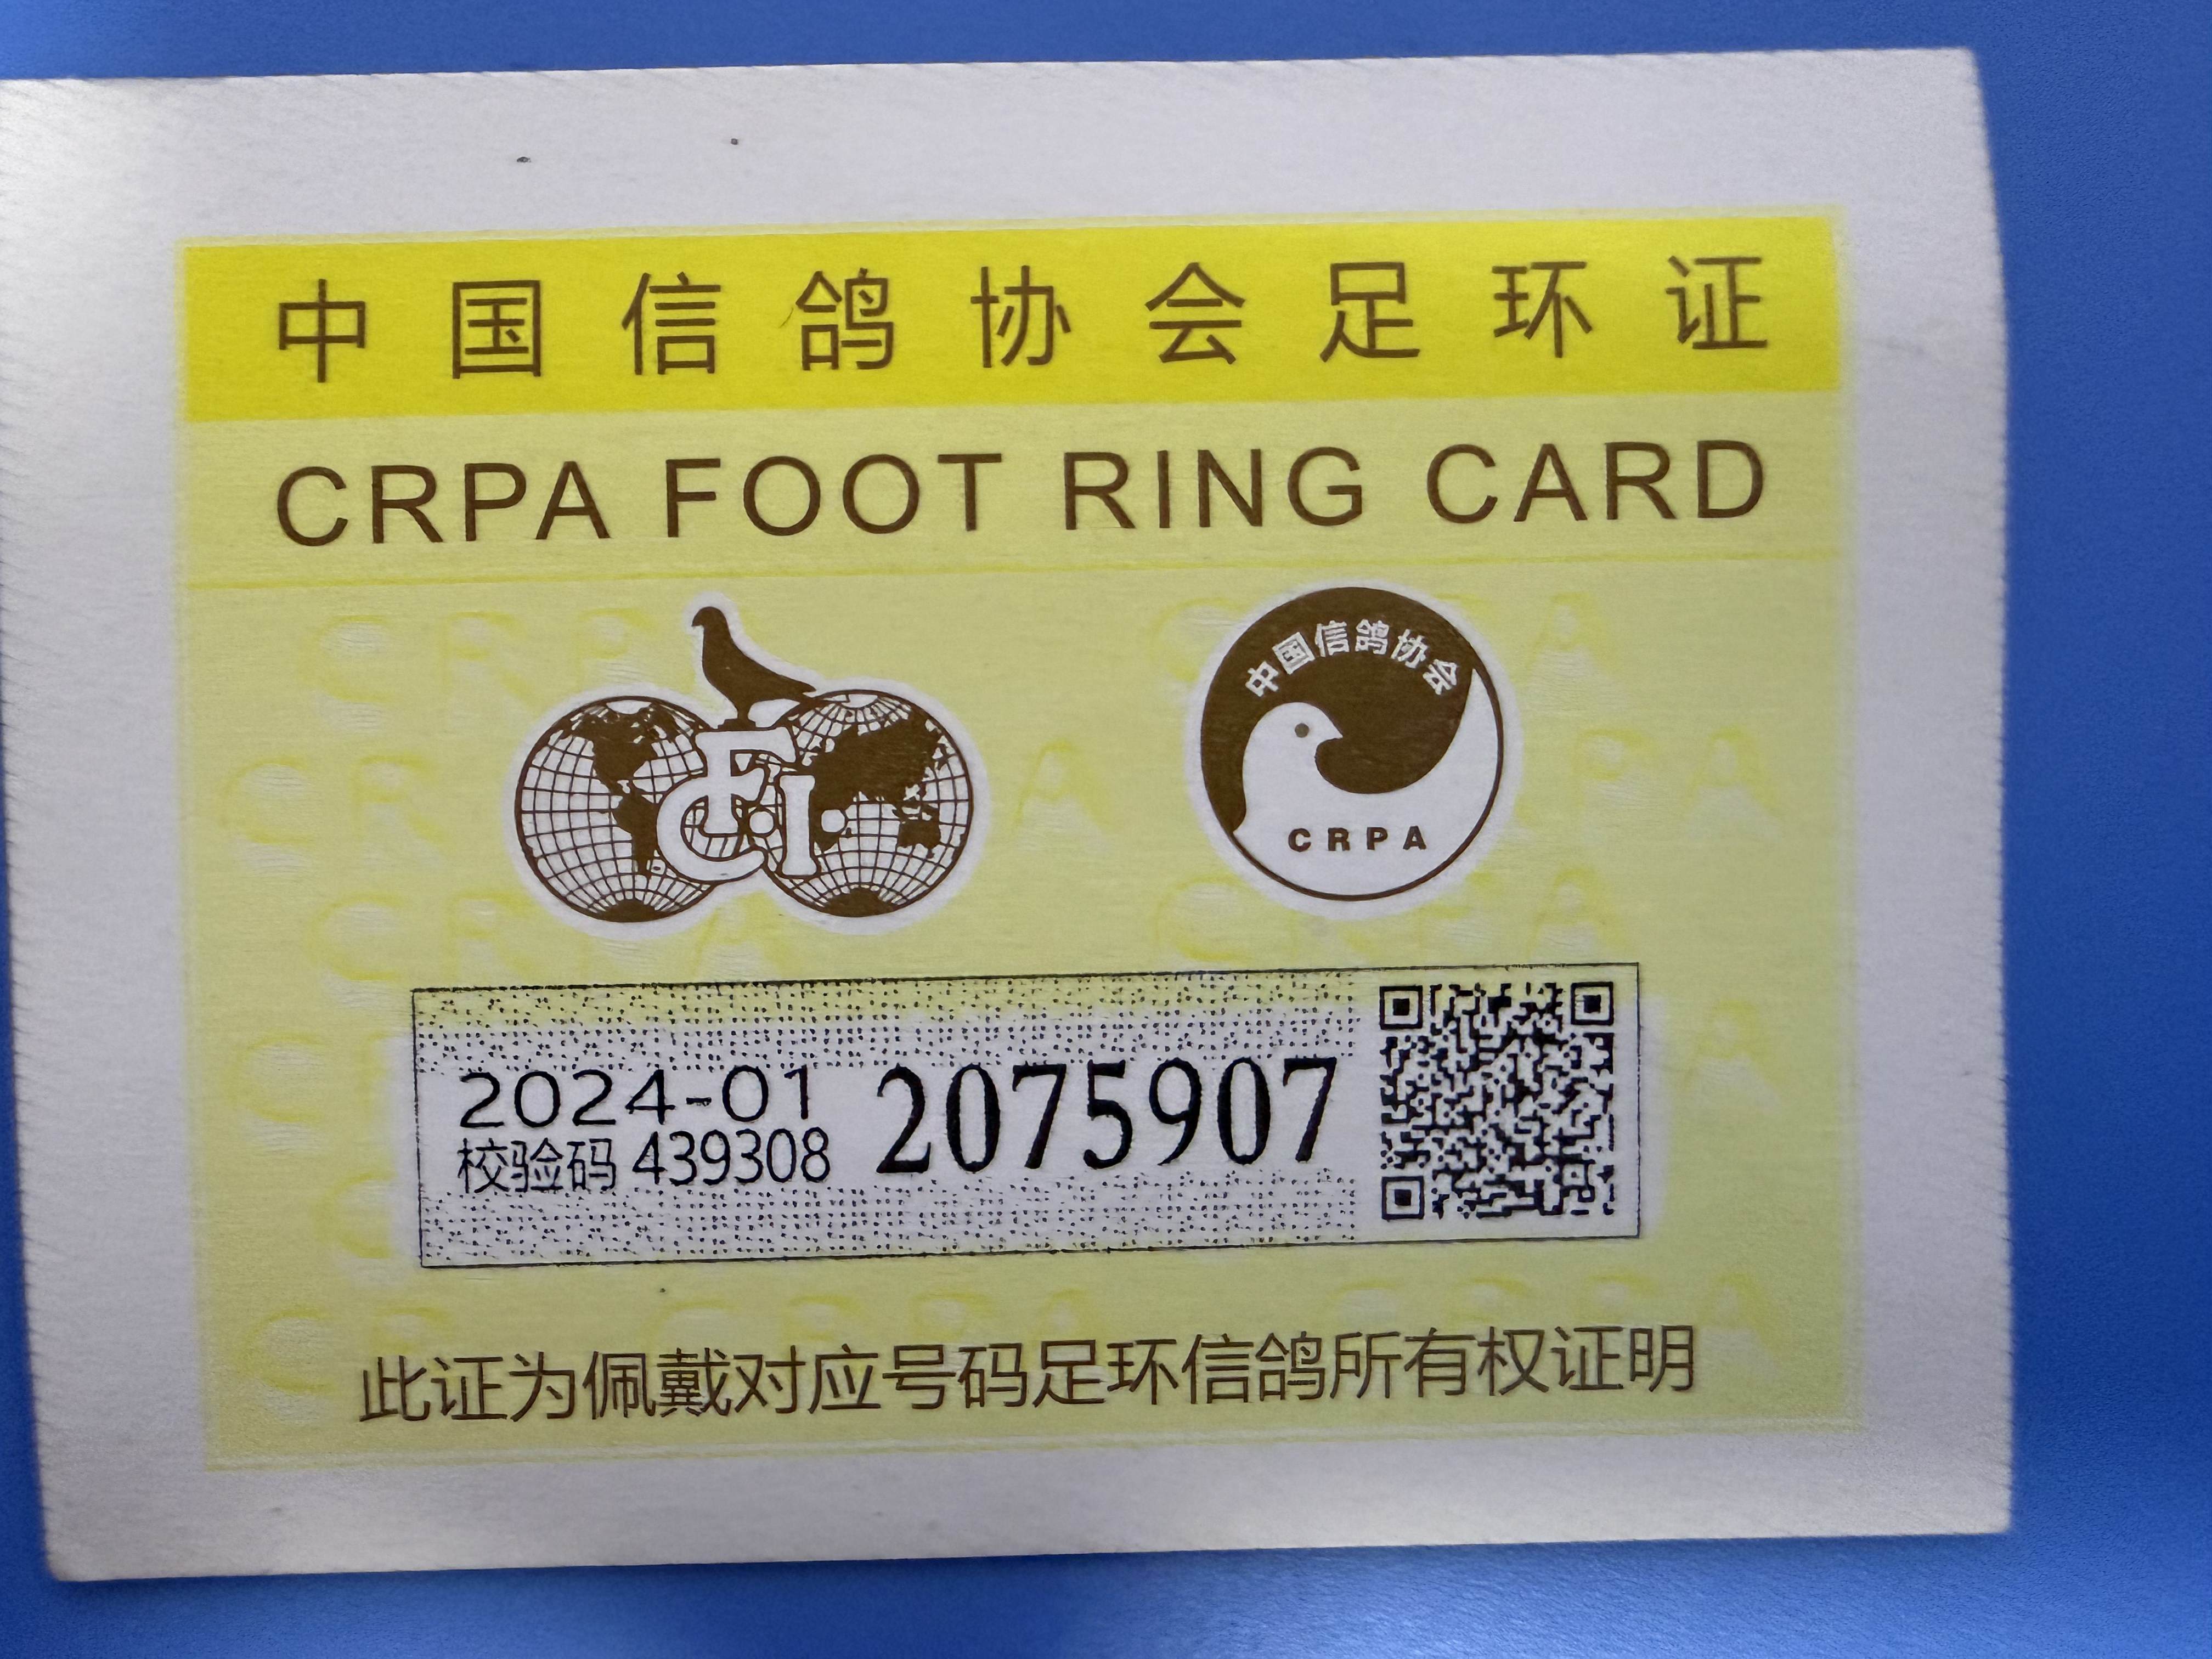 中国信鸽协会足环证
CRPA FOOT RING CARD
FCI
中国信鸽协会
CRPA
2024-01 2075907
校验码 439308
此证为佩戴对应号码足环信鸽所有权证明